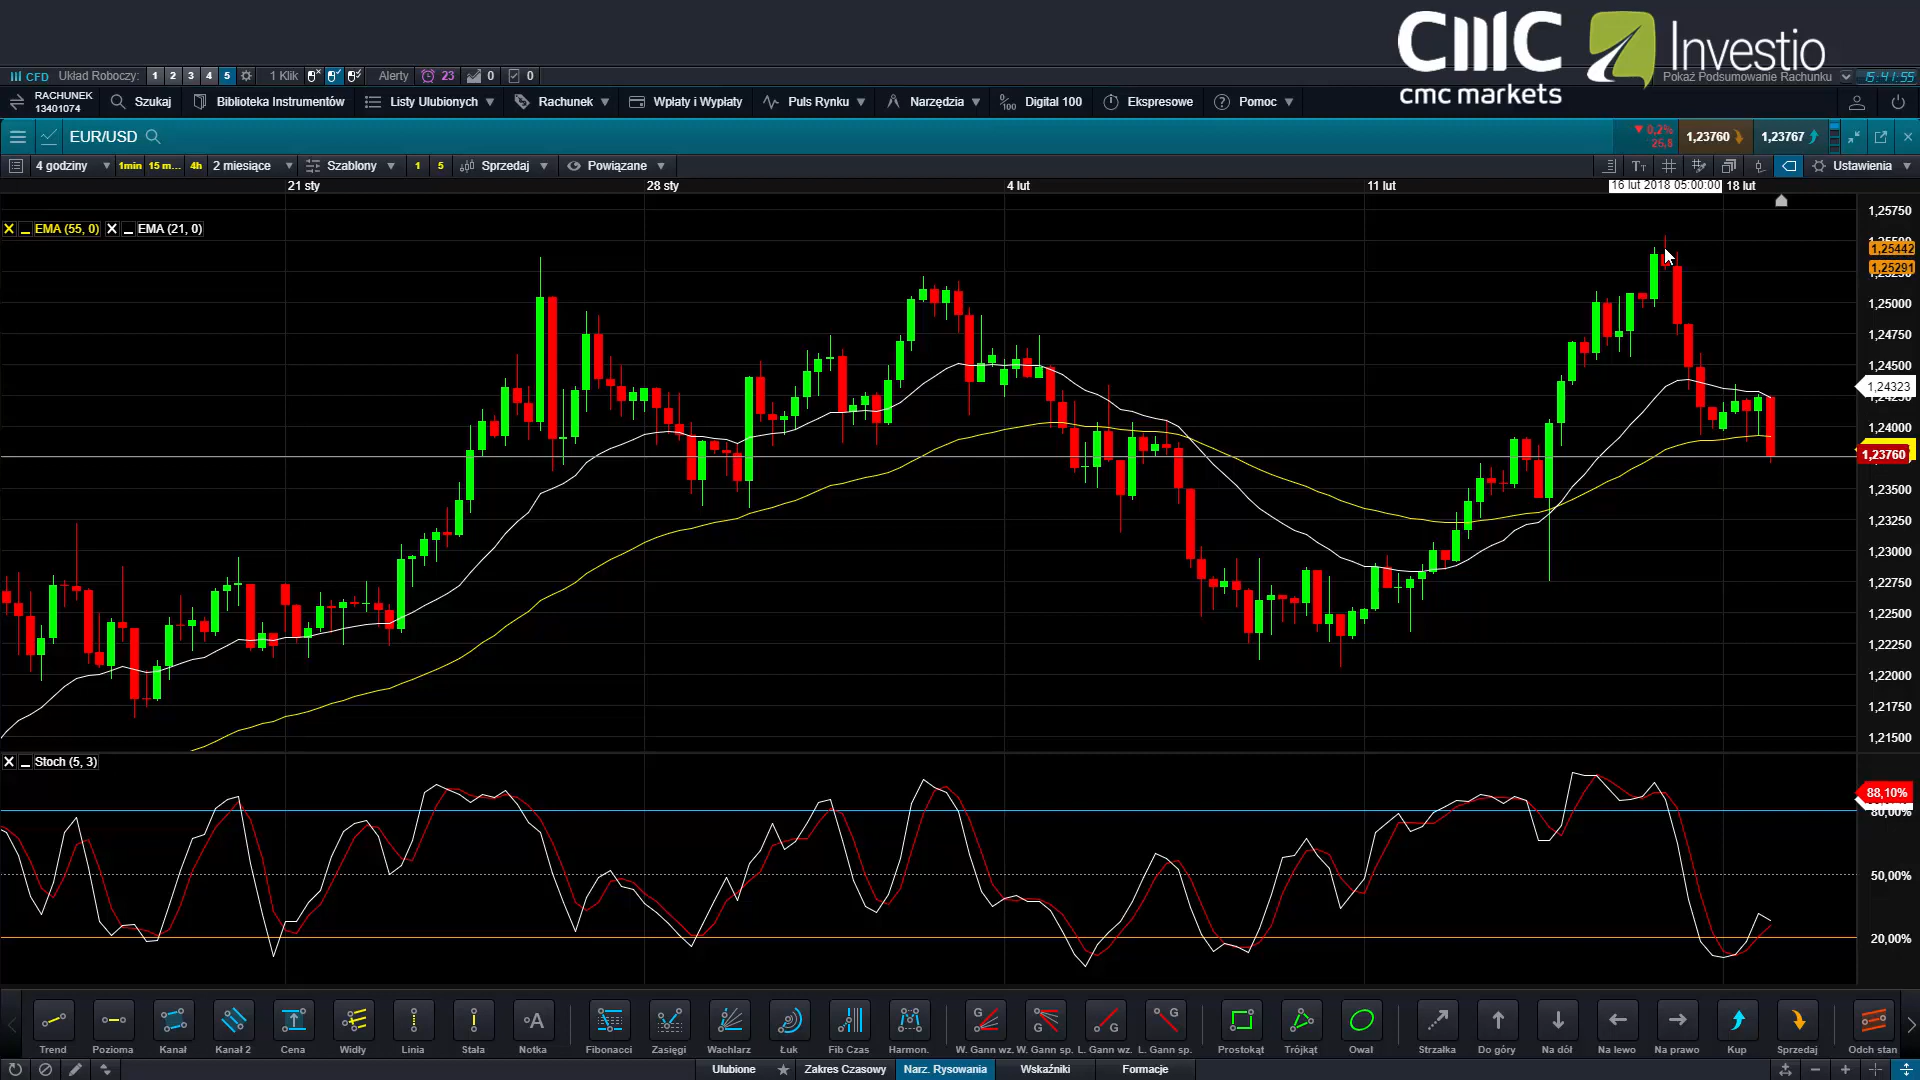 CMC Investio
cmc markets
CFD Układ Roboczy: 1 2 3 4 5 1 Klik Alerty 23 0 0 Pokaż Podsumowanie Rachunku 15:41:55
RACHUNEK
13401074
Szukaj Biblioteka Instrumentów Listy Ulubionych Rachunek Wpłaty i Wypłaty Puls Rynku Narzędzia Digital 100 Ekspresowe Pomoc
EUR/USD 0,2% 1,23760 1,23767
4 godziny 1min 15 m... 4h 2 miesiące Szablony 1 5 Sprzedaj Powiązane Ustawienia
21 sty 28 sty 4 lut 11 lut 16 lut 2018 05:00:00 18 lut
EMA (55, 0) EMA (21, 0)
1,25750
1,25442
1,25291
1,25000
1,24750
1,24500
1,24323
1,24250
1,24000
1,23760
1,23500
1,23250
1,23000
1,22750
1,22500
1,22250
1,22000
1,21750
1,21500
Stoch (5, 3)
88,10%
80,00%
50,00%
20,00%
Trend Pozioma Kanał Kanał 2 Cena Widły Linia Stała Notka Fibonacci Zasięgi Wachlarz Łuk Fib Czas Harmon. W. Gann wz. W. Gann sp. L. Gann wz. L. Gann sp. Prostokąt Trójkąt Owal Strzałka Do góry Na dół Na lewo Na prawo Kup Sprzedaj Odch stan
Ulubione Zakres Czasowy Narz. Rysowania Wskaźniki Formacje